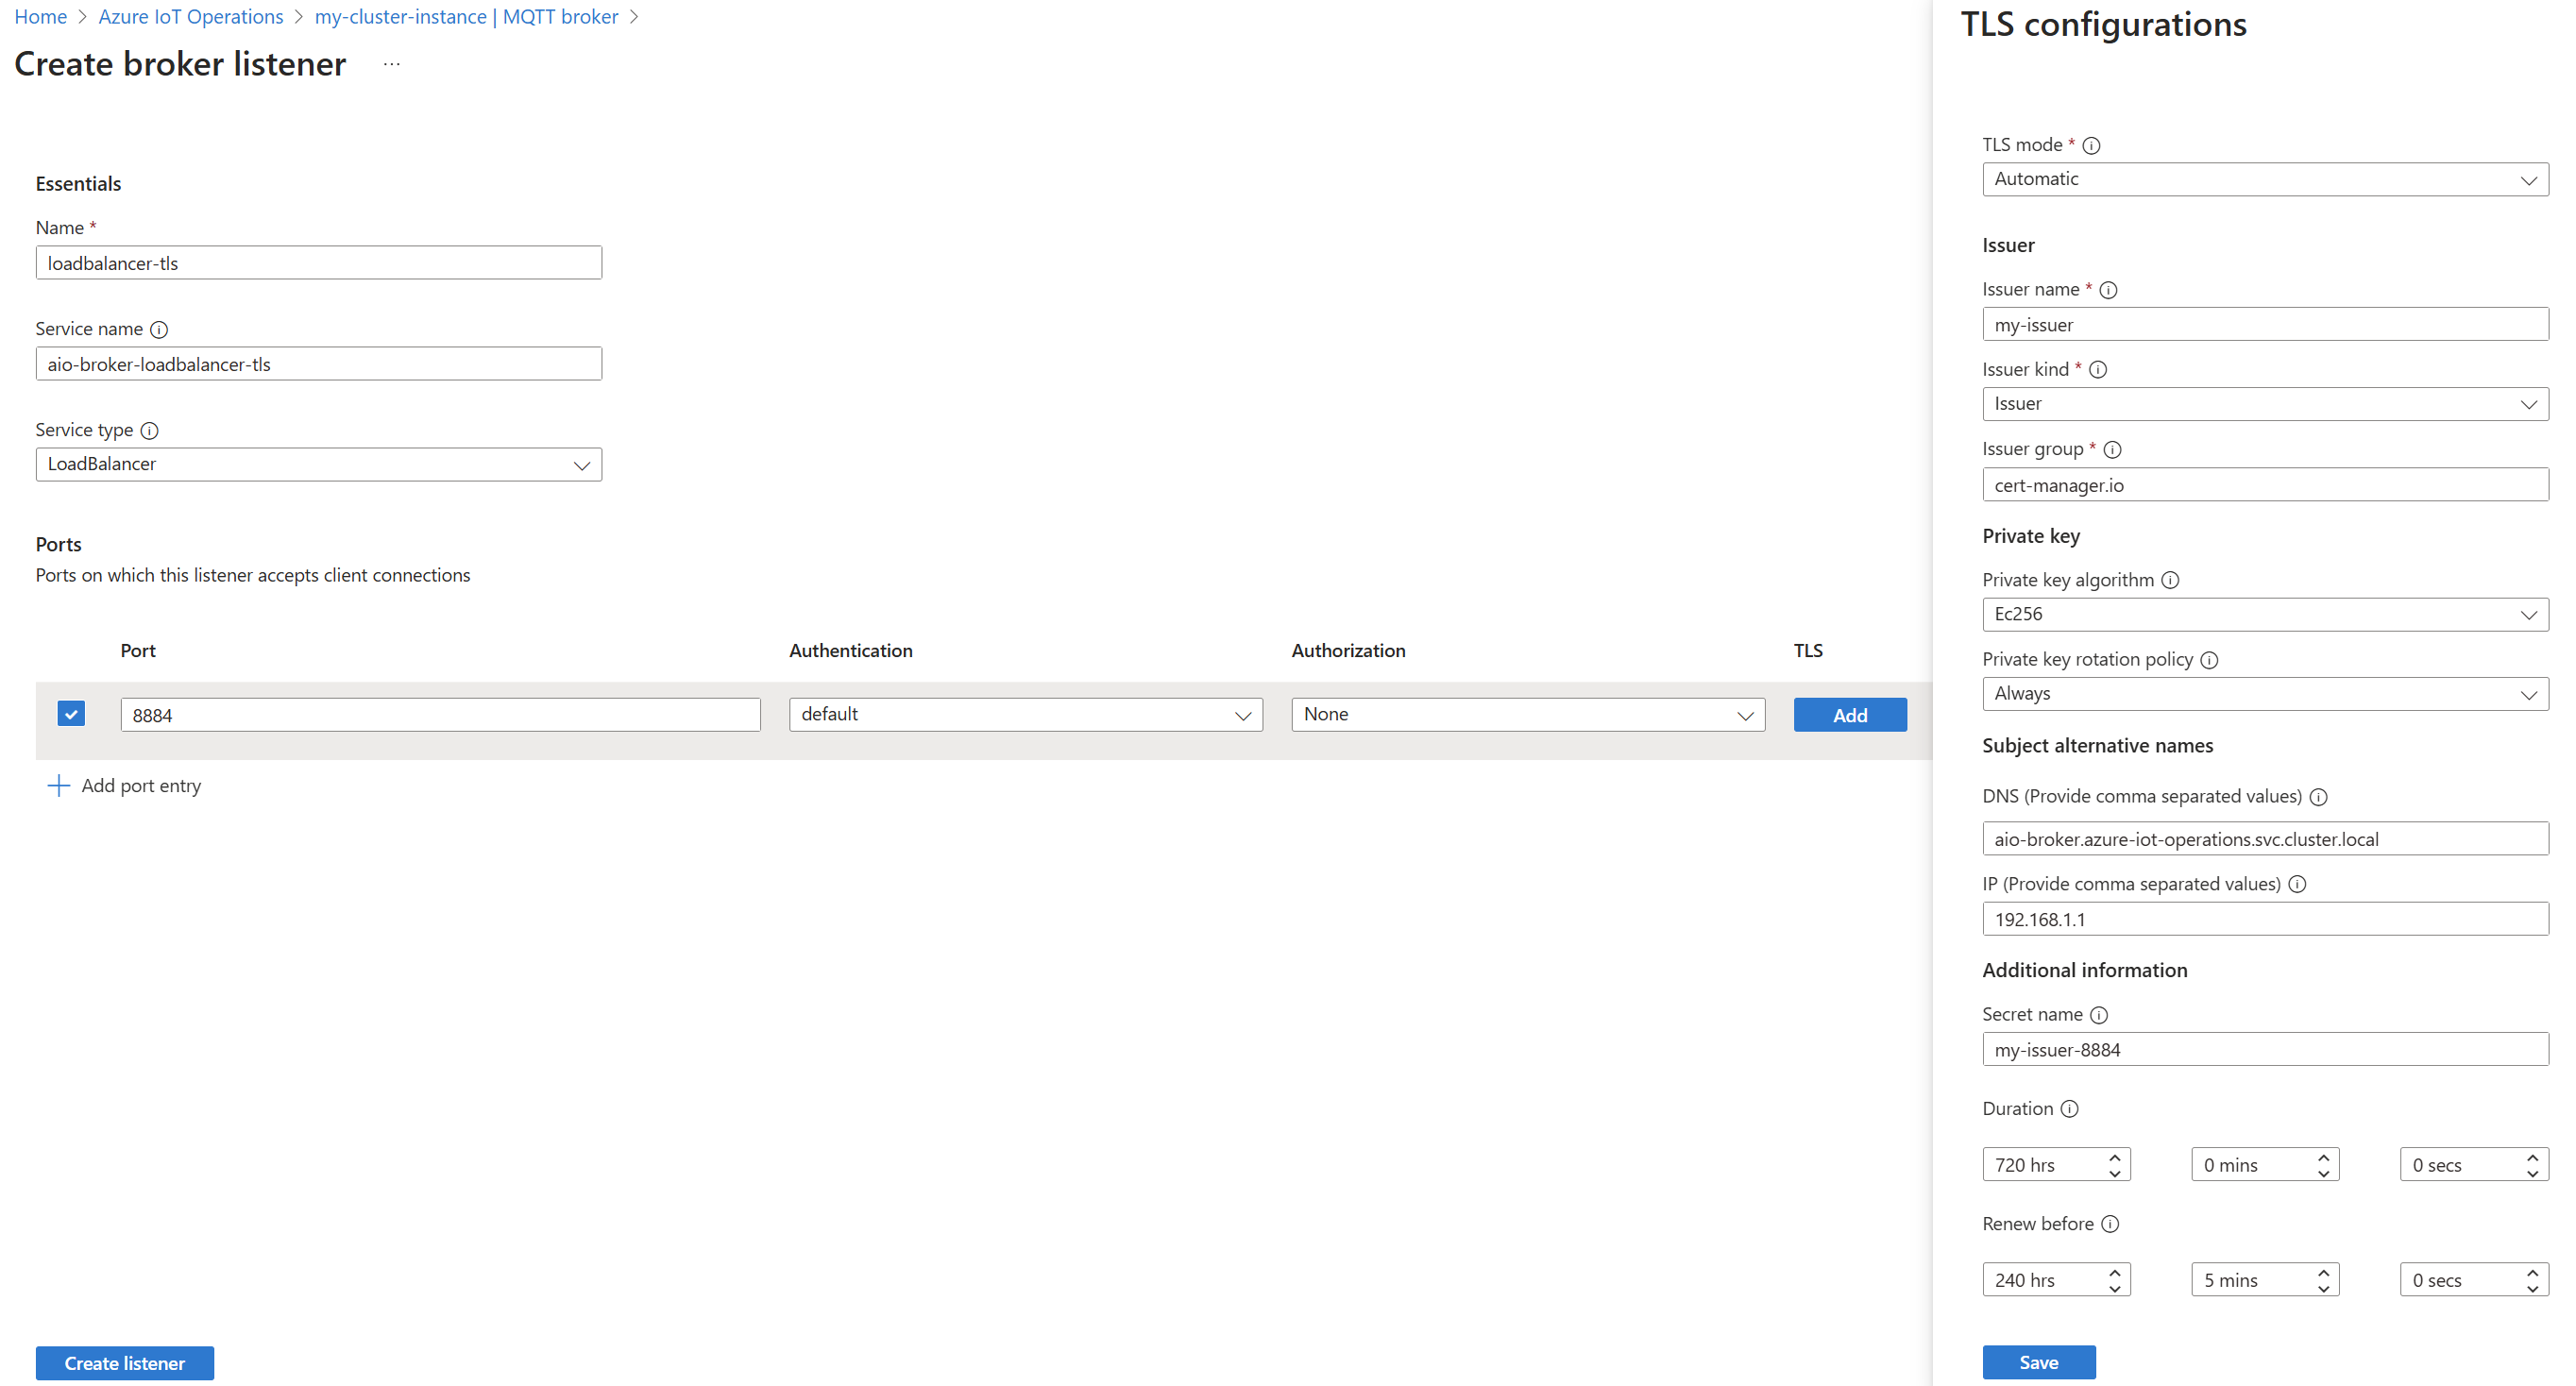 Home > Azure IoT Operations > my-cluster-instance | MQTT broker >
Create broker listener ...
Essentials
Name *
loadbalancer-tls
Service name
aio-broker-loadbalancer-tls
Service type
LoadBalancer
Ports
Ports on which this listener accepts client connections
Port Authentication Authorization TLS
8884 default None Add
Add port entry
Create listener
TLS configurations
TLS mode *
Automatic
Issuer
Issuer name *
my-issuer
Issuer kind *
Issuer
Issuer group *
cert-manager.io
Private key
Private key algorithm
Ec256
Private key rotation policy
Always
Subject alternative names
DNS (Provide comma separated values)
aio-broker.azure-iot-operations.svc.cluster.local
IP (Provide comma separated values)
192.168.1.1
Additional information
Secret name
my-issuer-8884
Duration
720 hrs 0 mins 0 secs
Renew before
240 hrs 5 mins 0 secs
Save